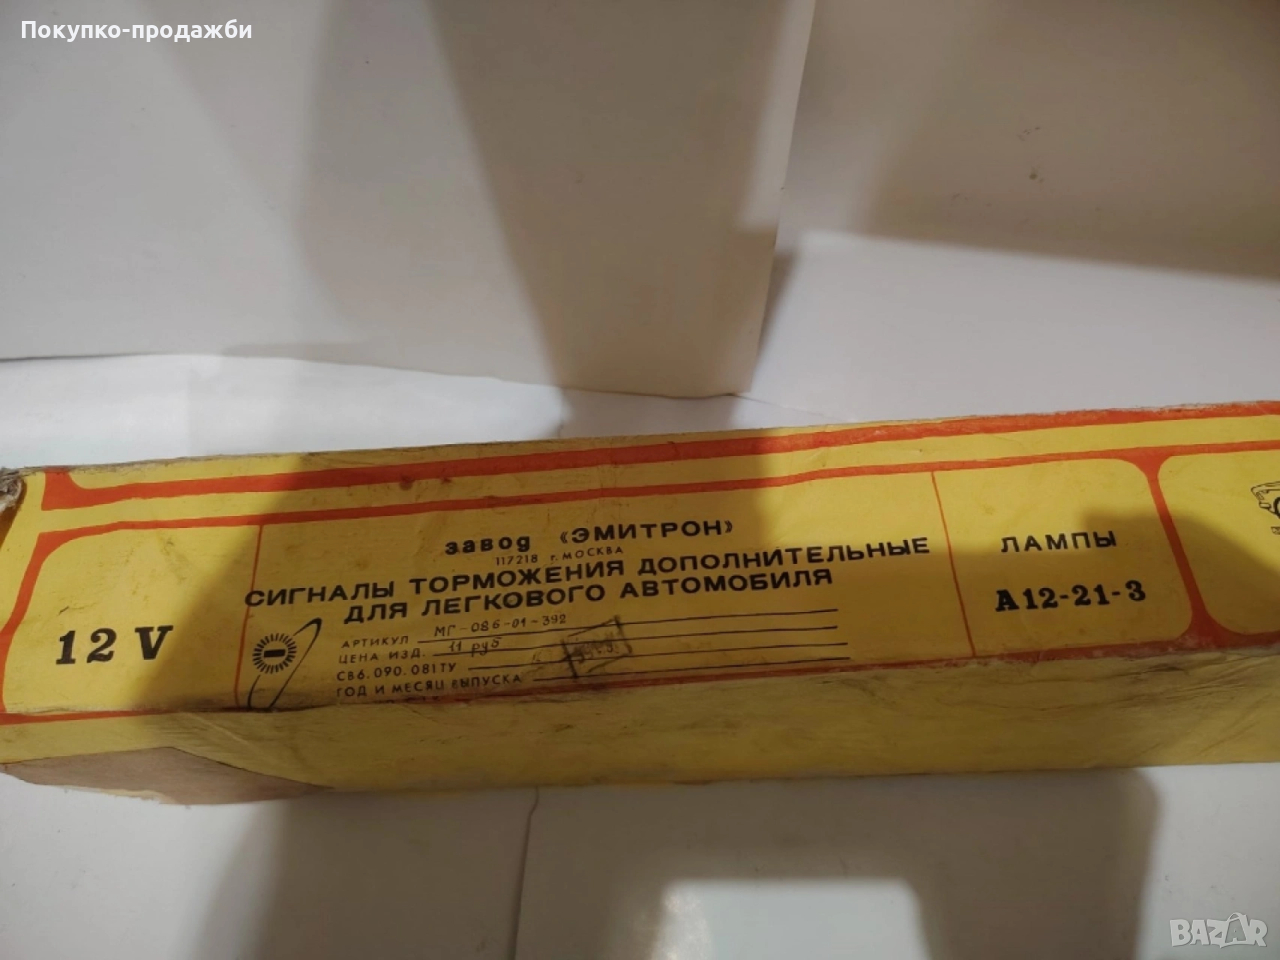 Покупко-продажби
завод «ЭМИТРОН»
117218 г. МОСКВА
СИГНАЛЫ ТОРМОЖЕНИЯ ДОПОЛНИТЕЛЬНЫЕ
ДЛЯ ЛЕГКОВОГО АВТОМОБИЛЯ
12 V
АРТИКУЛ МГ-086-01-392
ЦЕНА ИЗД. 11 руб
СВ6.090.081ТУ
ГОД И МЕСЯЦ ВЫПУСКА
ЛАМПЫ
А12-21-3
BAZAR